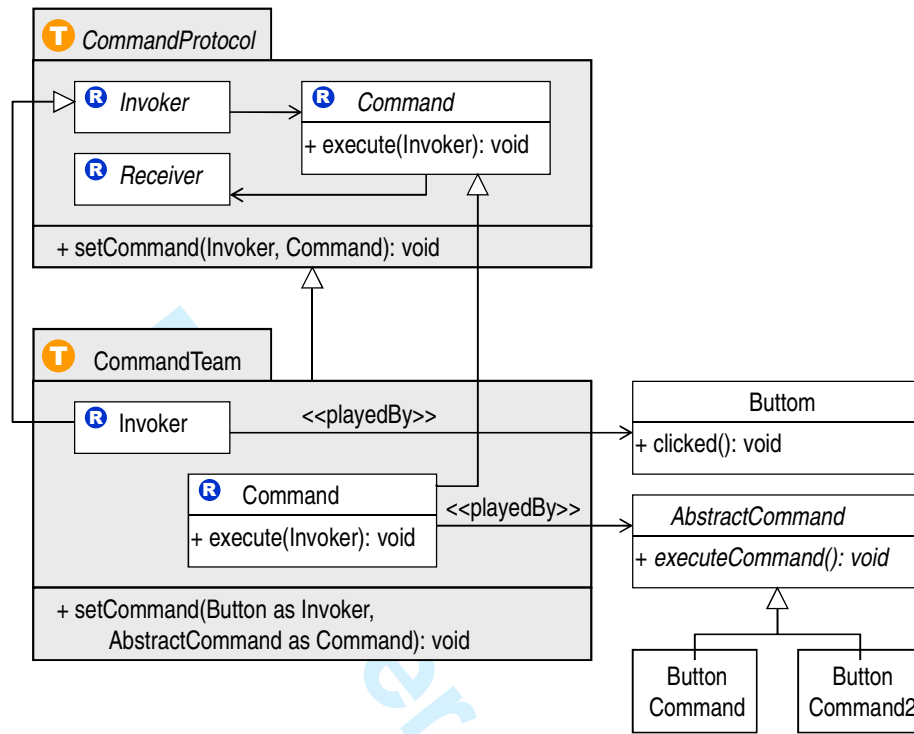 T CommandProtocol
R Invoker
R Command
+ execute(Invoker): void
R Receiver
+ setCommand(Invoker, Command): void
T CommandTeam
R Invoker
<<playedBy>>
Buttom
+ clicked(): void
R Command
+ execute(Invoker): void
<<playedBy>>
AbstractCommand
+ executeCommand(): void
+ setCommand(Button as Invoker,
AbstractCommand as Command): void
Button
Command
Button
Command2
er